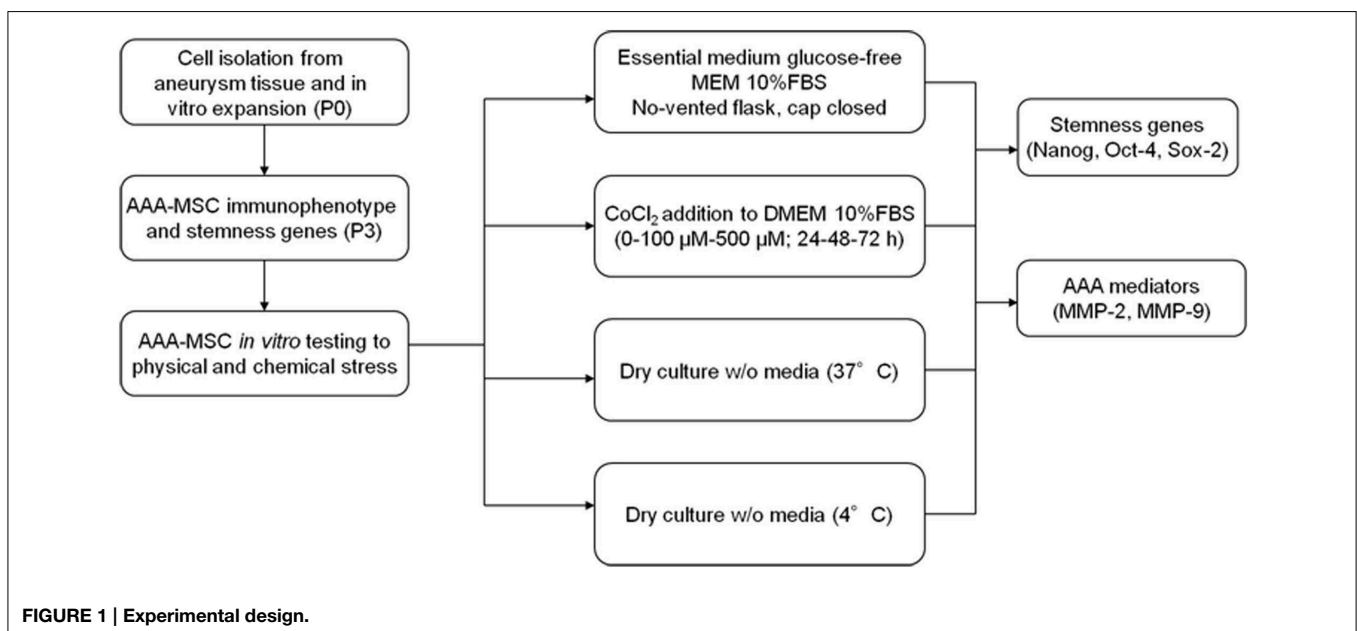 Cell isolation from
aneurysm tissue and in
vitro expansion (P0)
AAA-MSC immunophenotype
and stemness genes (P3)
AAA-MSC in vitro testing to
physical and chemical stress
Essential medium glucose-free
MEM 10%FBS
No-vented flask, cap closed
CoCl₂ addition to DMEM 10%FBS
(0-100 µM-500 µM; 24-48-72 h)
Dry culture w/o media (37° C)
Dry culture w/o media (4° C)
Stemness genes
(Nanog, Oct-4, Sox-2)
AAA mediators
(MMP-2, MMP-9)
FIGURE 1 | Experimental design.